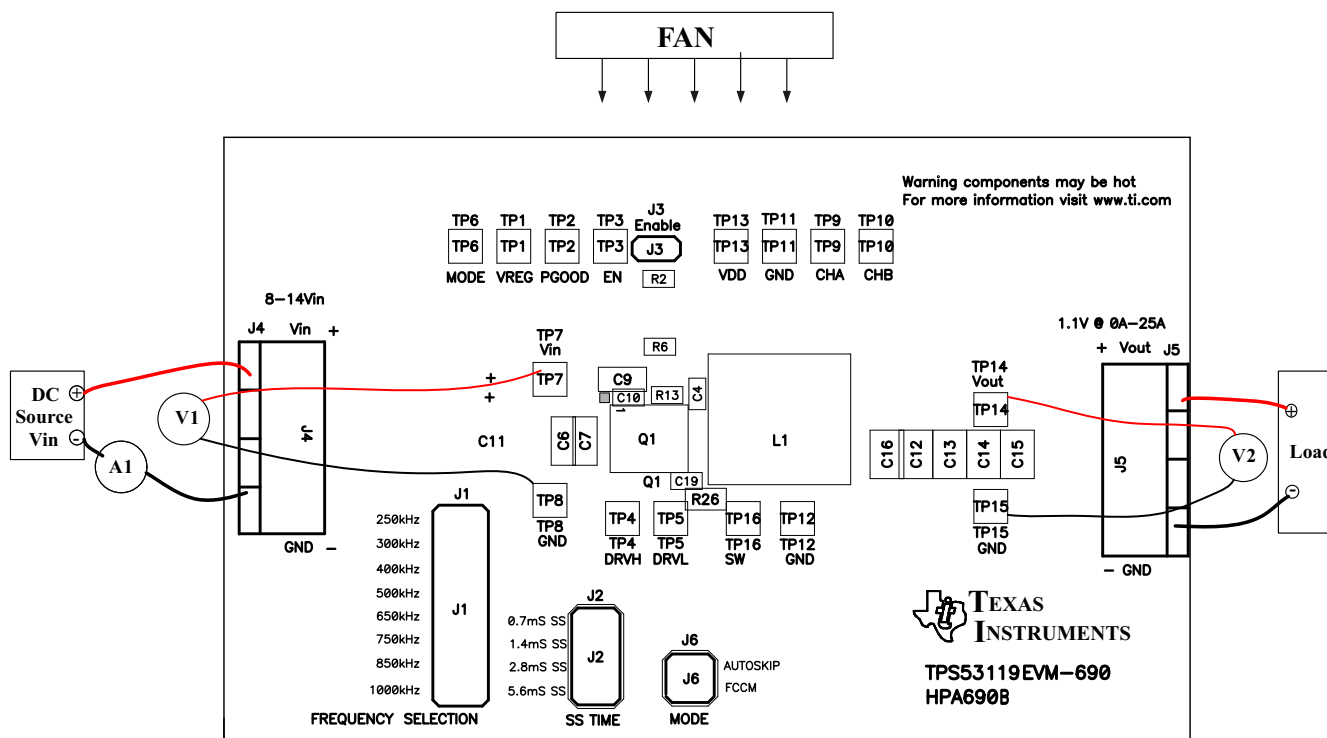 FAN
Warning components may be hot
For more information visit www.ti.com
TP6 TP1 TP2 TP3 J3 Enable TP13 TP11 TP9 TP10
TP6 TP1 TP2 TP3 J3 TP13 TP11 TP9 TP10
MODE VREG PGOOD EN R2 VDD GND CHA CHB
8-14Vin
J4 Vin +
1.1V @ 0A-25A
+ Vout J5
DC
Source
Vin
+
-
V1
A1
J4
GND -
TP7
Vin
TP7
+
+
C11
TP8
TP8
GND
R6
C9
C10
R13
C4
1
C6
C7
Q1
Q1
L1
C19
R26
TP4 TP5 TP16 TP12
TP4 TP5 TP16 TP12
DRVH DRVL SW GND
TP14
Vout
TP14
C16 C12 C13 C14 C15
TP15
TP15
GND
J5
- GND
V2
+
Load
-
J1
250kHz
300kHz
400kHz
500kHz
650kHz
750kHz
850kHz
1000kHz
J1
FREQUENCY SELECTION
J2
0.7mS SS
1.4mS SS
2.8mS SS
5.6mS SS
J2
SS TIME
J6
J6
AUTOSKIP
FCCM
MODE
TEXAS
INSTRUMENTS
TPS53119EVM-690
HPA690B